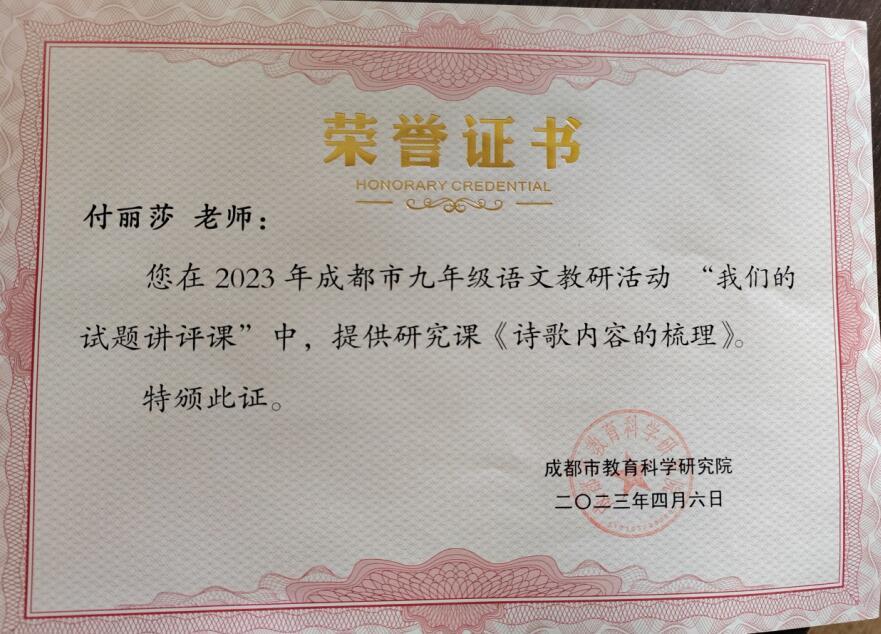 荣誉证书
HONORARY CREDENTIAL
付丽莎 老师：
您在 2023 年成都市九年级语文教研活动 “我们的
试题讲评课”中，提供研究课《诗歌内容的梳理》。
特颁此证。
成都市教育科学研究院
二〇二三年四月六日